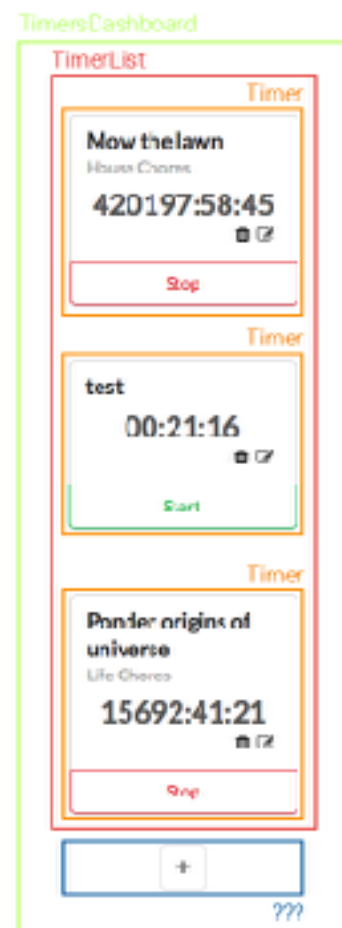 TimersDashboard
TimerList
Timer
Mow the lawn
House Chores
420197:58:45
Stop
Timer
test
00:21:16
Start
Timer
Ponder origins of
universe
Life Chores
15692:41:21
Stop
+
???